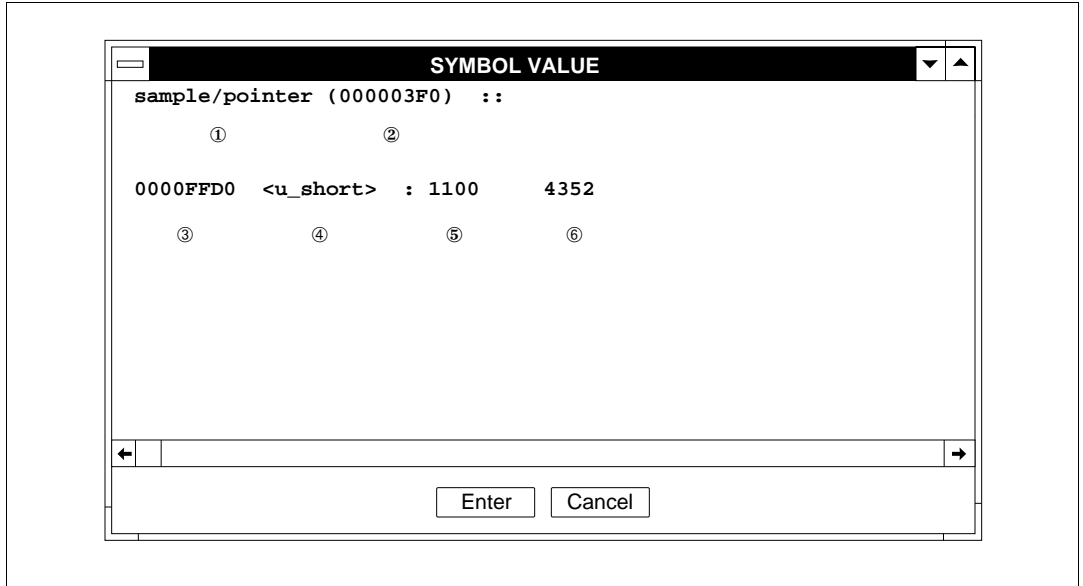 SYMBOL VALUE
sample/pointer (000003F0) ::
① ②
0000FFD0 <u_short> : 1100 4352
③ ④ ⑤ ⑥
Enter Cancel